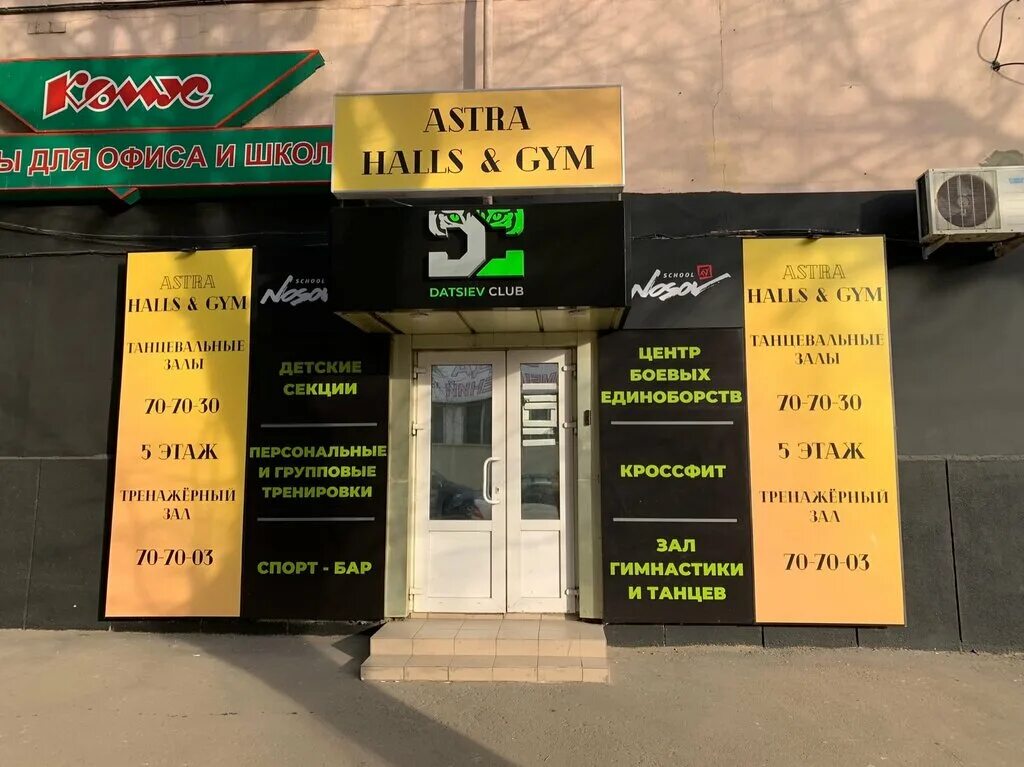 Комус
Ы ДЛЯ ОФИСА И ШКОЛ
ASTRA
HALLS & GYM
DATSIEV CLUB
ASTRA
HALLS & GYM
ТАНЦЕВАЛЬНЫЕ
ЗАЛЫ
70-70-30
5 ЭТАЖ
ТРЕНАЖЁРНЫЙ
ЗАЛ
70-70-03
SCHOOL
Nosov
ДЕТСКИЕ
СЕКЦИИ
ПЕРСОНАЛЬНЫЕ
И ГРУППОВЫЕ
ТРЕНИРОВКИ
СПОРТ - БАР
SCHOOL
Nosov
ЦЕНТР
БОЕВЫХ
ЕДИНОБОРСТВ
КРОССФИТ
ЗАЛ
ГИМНАСТИКИ
И ТАНЦЕВ
ASTRA
HALLS & GYM
ТАНЦЕВАЛЬНЫЕ
ЗАЛЫ
70-70-30
5 ЭТАЖ
ТРЕНАЖЁРНЫЙ
ЗАЛ
70-70-03